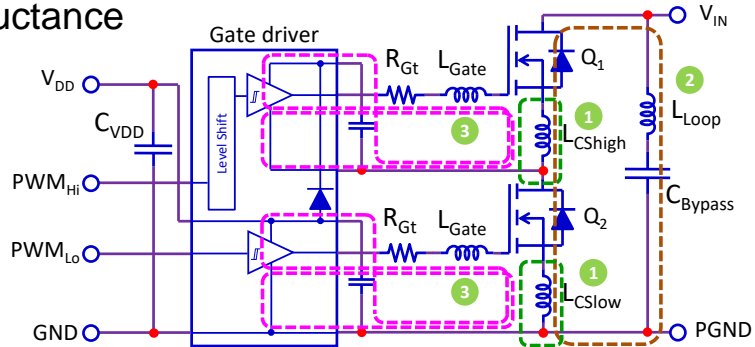 uctance
Gate driver
V_IN
V_DD
R_Gt
L_Gate
Q_1
2
C_VDD
Level Shift
3
1
L_CShigh
L_Loop
PWM_Hi
C_Bypass
R_Gt
L_Gate
Q_2
PWM_Lo
3
1
L_CSlow
GND
PGND